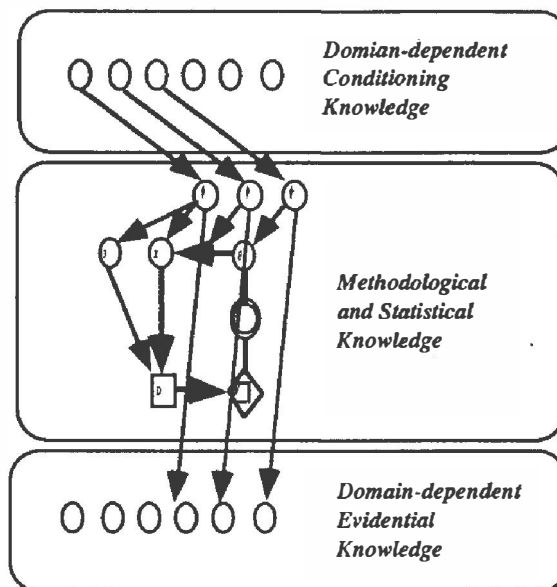 Domian-dependent
Conditioning
Knowledge
Methodological
and Statistical
Knowledge
D
Domain-dependent
Evidential
Knowledge